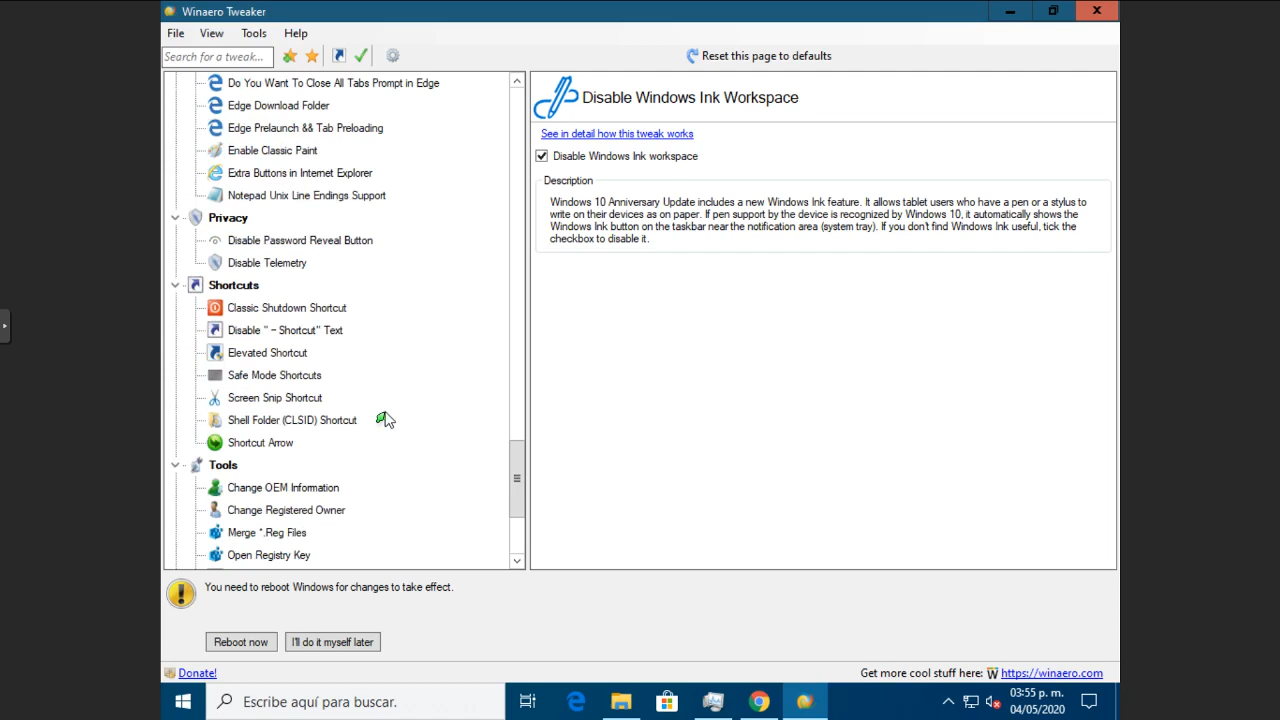 Winaero Tweaker
File View Tools Help
Search for a tweak...
Reset this page to defaults
Do You Want To Close All Tabs Prompt in Edge
Edge Download Folder
Edge Prelaunch && Tab Preloading
Enable Classic Paint
Extra Buttons in Internet Explorer
Notepad Unix Line Endings Support
Privacy
Disable Password Reveal Button
Disable Telemetry
Shortcuts
Classic Shutdown Shortcut
Disable " – Shortcut" Text
Elevated Shortcut
Safe Mode Shortcuts
Screen Snip Shortcut
Shell Folder (CLSID) Shortcut
Shortcut Arrow
Tools
Change OEM Information
Change Registered Owner
Merge *.Reg Files
Open Registry Key
Disable Windows Ink Workspace
See in detail how this tweak works
Disable Windows Ink workspace
Description
Windows 10 Anniversary Update includes a new Windows Ink feature. It allows tablet users who have a pen or a stylus to
write on their devices as on paper. If pen support by the device is recognized by Windows 10, it automatically shows the
Windows Ink button on the taskbar near the notification area (system tray). If you don't find Windows Ink useful, tick the
checkbox to disable it.
You need to reboot Windows for changes to take effect.
Reboot now
I'll do it myself later
Donate!
Get more cool stuff here: https://winaero.com
Escribe aquí para buscar.
03:55 p. m.
04/05/2020